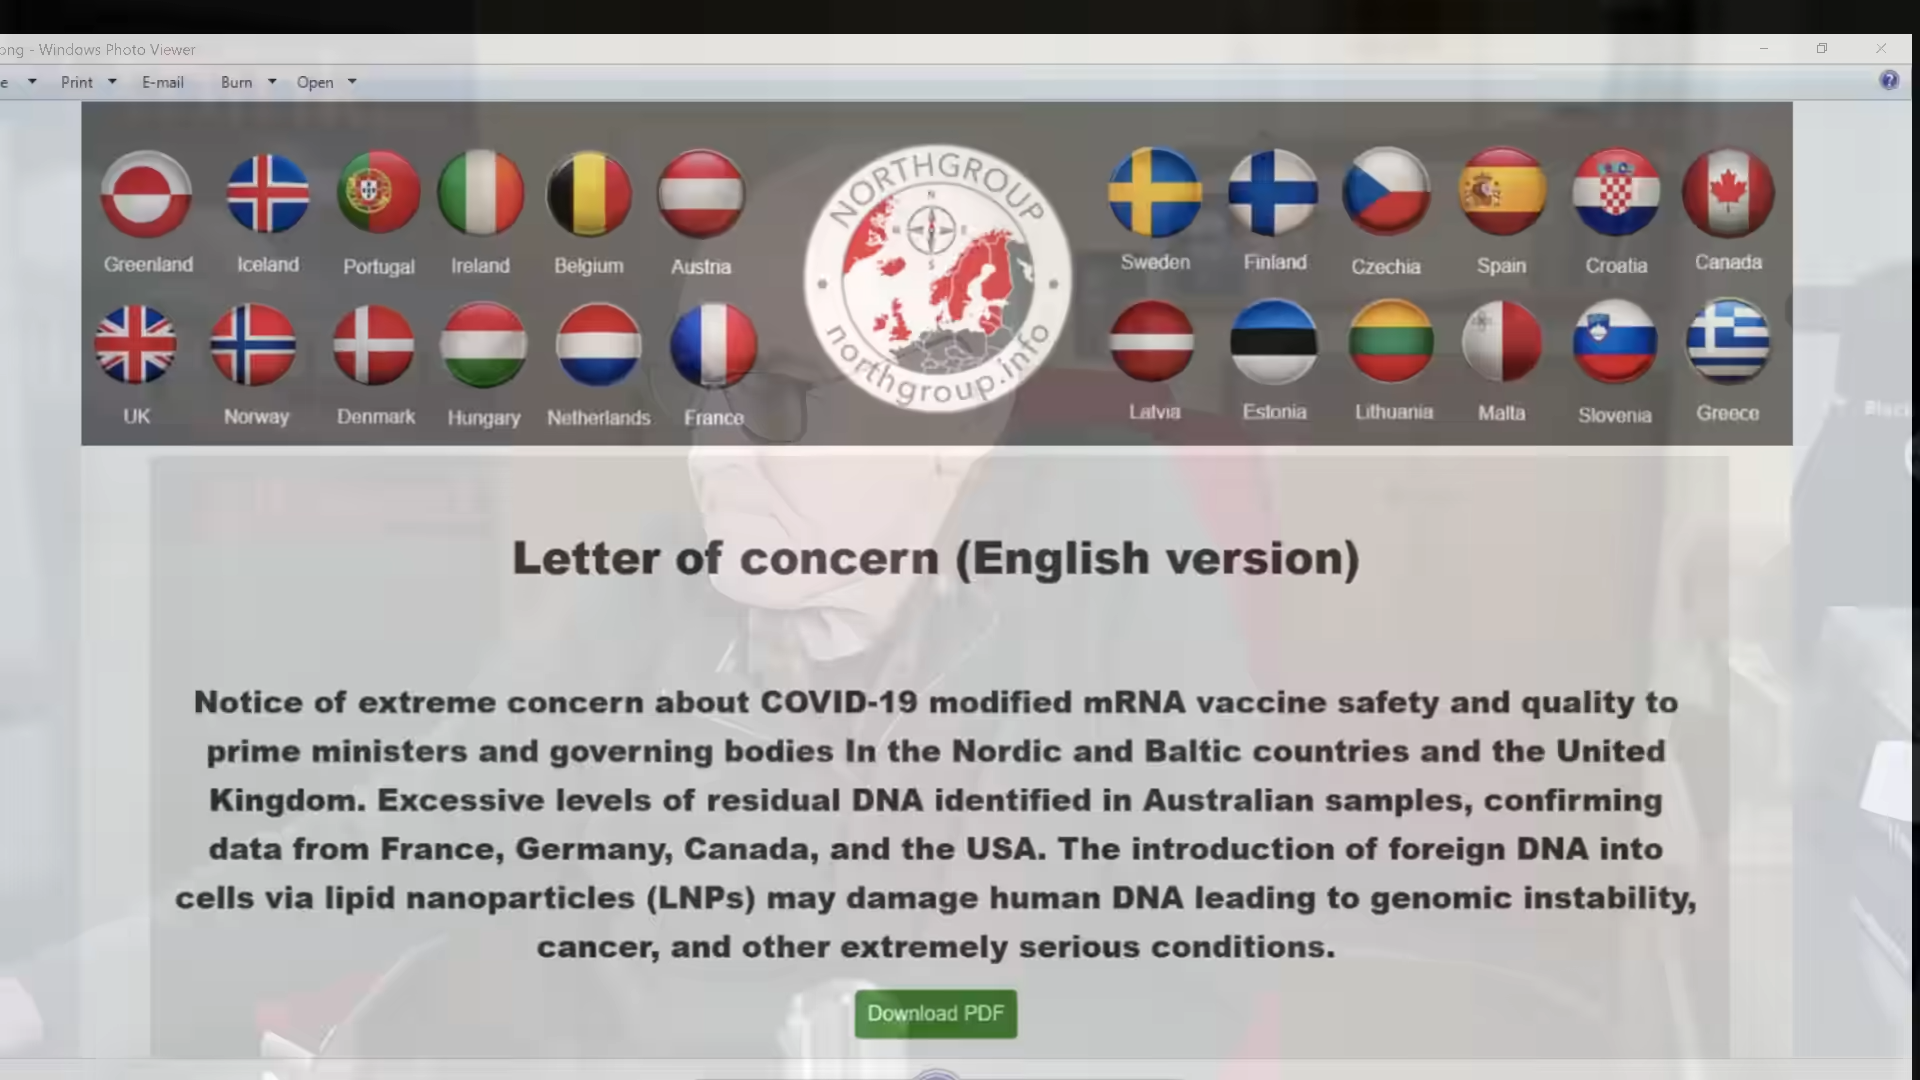 png - Windows Photo Viewer
Print E-mail Burn Open
NORTHGROUP
N
E
S
northgroup.info
Greenland Iceland Portugal Ireland Belgium Austria
Sweden Finland Czechia Spain Croatia Canada
UK Norway Denmark Hungary Netherlands France
Latvia Estonia Lithuania Malta Slovenia Greece
Letter of concern (English version)
Notice of extreme concern about COVID-19 modified mRNA vaccine safety and quality to
prime ministers and governing bodies In the Nordic and Baltic countries and the United
Kingdom. Excessive levels of residual DNA identified in Australian samples, confirming
data from France, Germany, Canada, and the USA. The introduction of foreign DNA into
cells via lipid nanoparticles (LNPs) may damage human DNA leading to genomic instability,
cancer, and other extremely serious conditions.
Download PDF